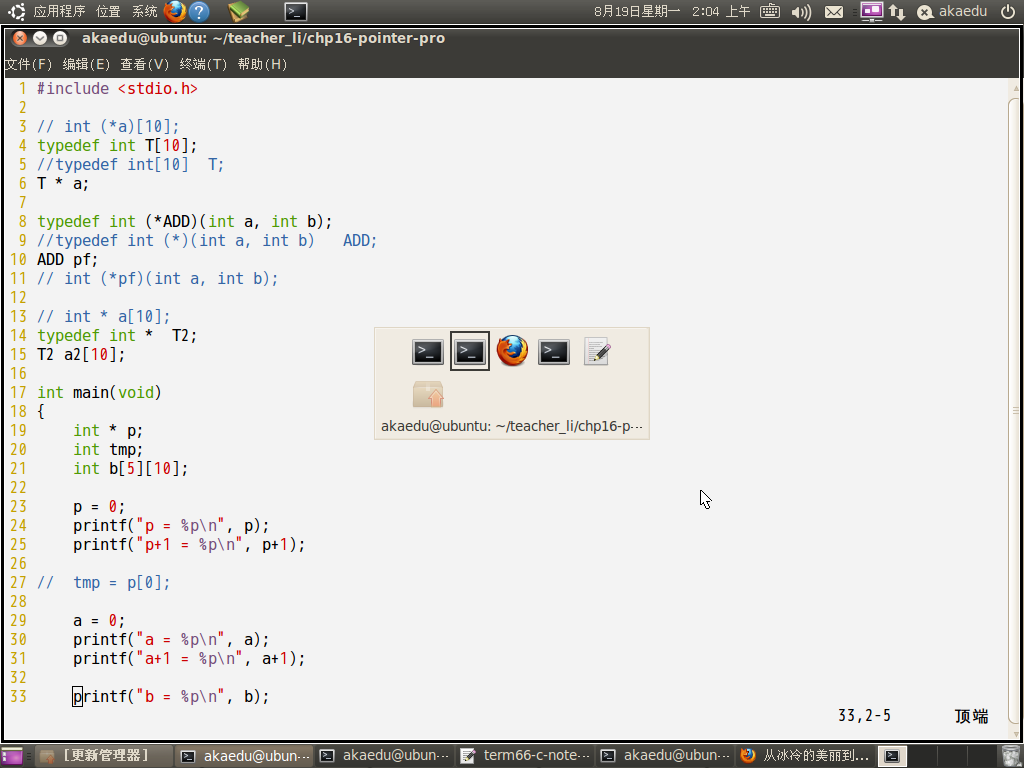 应用程序 位置 系统 8月19日星期一 2:04 上午 akaedu
akaedu@ubuntu: ~/teacher_li/chp16-pointer-pro
文件(F) 编辑(E) 查看(V) 终端(T) 帮助(H)
1 #include <stdio.h>
2
3 // int (*a)[10];
4 typedef int T[10];
5 //typedef int[10]  T;
6 T * a;
7
8 typedef int (*ADD)(int a, int b);
9 //typedef int (*)(int a, int b)   ADD;
10 ADD pf;
11 // int (*pf)(int a, int b);
12
13 // int * a[10];
14 typedef int *  T2;
15 T2 a2[10];
16
17 int main(void)
18 {
19     int * p;
20     int tmp;
21     int b[5][10];
22
23     p = 0;
24     printf("p = %p\n", p);
25     printf("p+1 = %p\n", p+1);
26
27 //  tmp = p[0];
28
29     a = 0;
30     printf("a = %p\n", a);
31     printf("a+1 = %p\n", a+1);
32
33     printf("b = %p\n", b);
33,2-5 顶端
akaedu@ubuntu: ~/teacher_li/chp16-p···
[更新管理器] akaedu@ubun··· akaedu@ubun··· term66-c-note··· akaedu@ubun··· 从冰冷的美丽到...